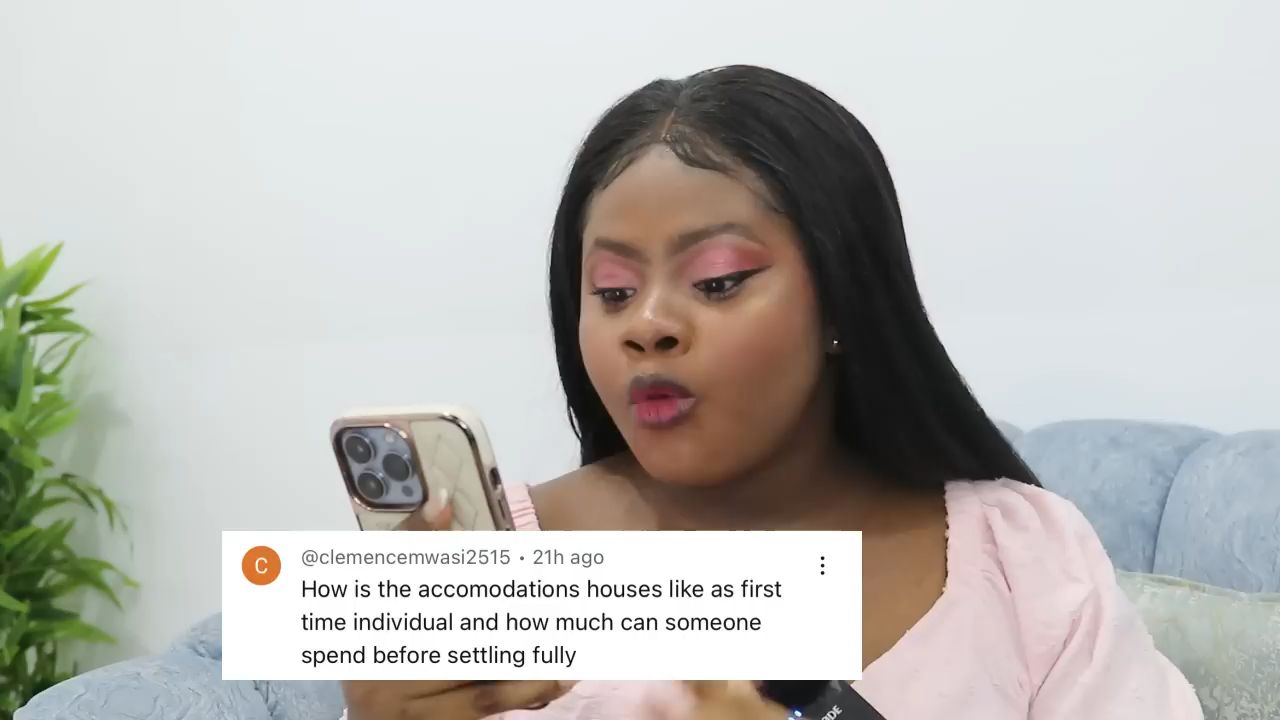 C
@clemencemwasi2515 • 21h ago
How is the accomodations houses like as first
time individual and how much can someone
spend before settling fully